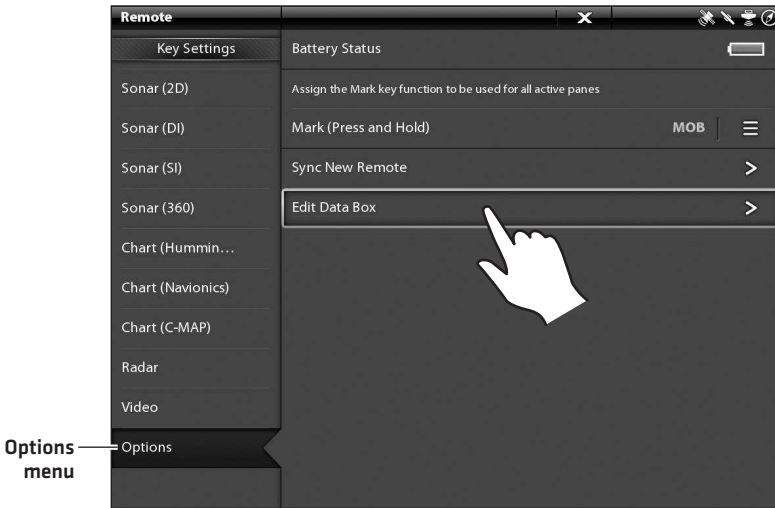 Remote
X
Key Settings
Battery Status
Sonar (2D)
Assign the Mark key function to be used for all active panes
Sonar (DI)
Mark (Press and Hold)
MOB
Sonar (SI)
Sync New Remote
Sonar (360)
Edit Data Box
Chart (Hummin...
Chart (Navionics)
Chart (C-MAP)
Radar
Video
Options
menu
Options